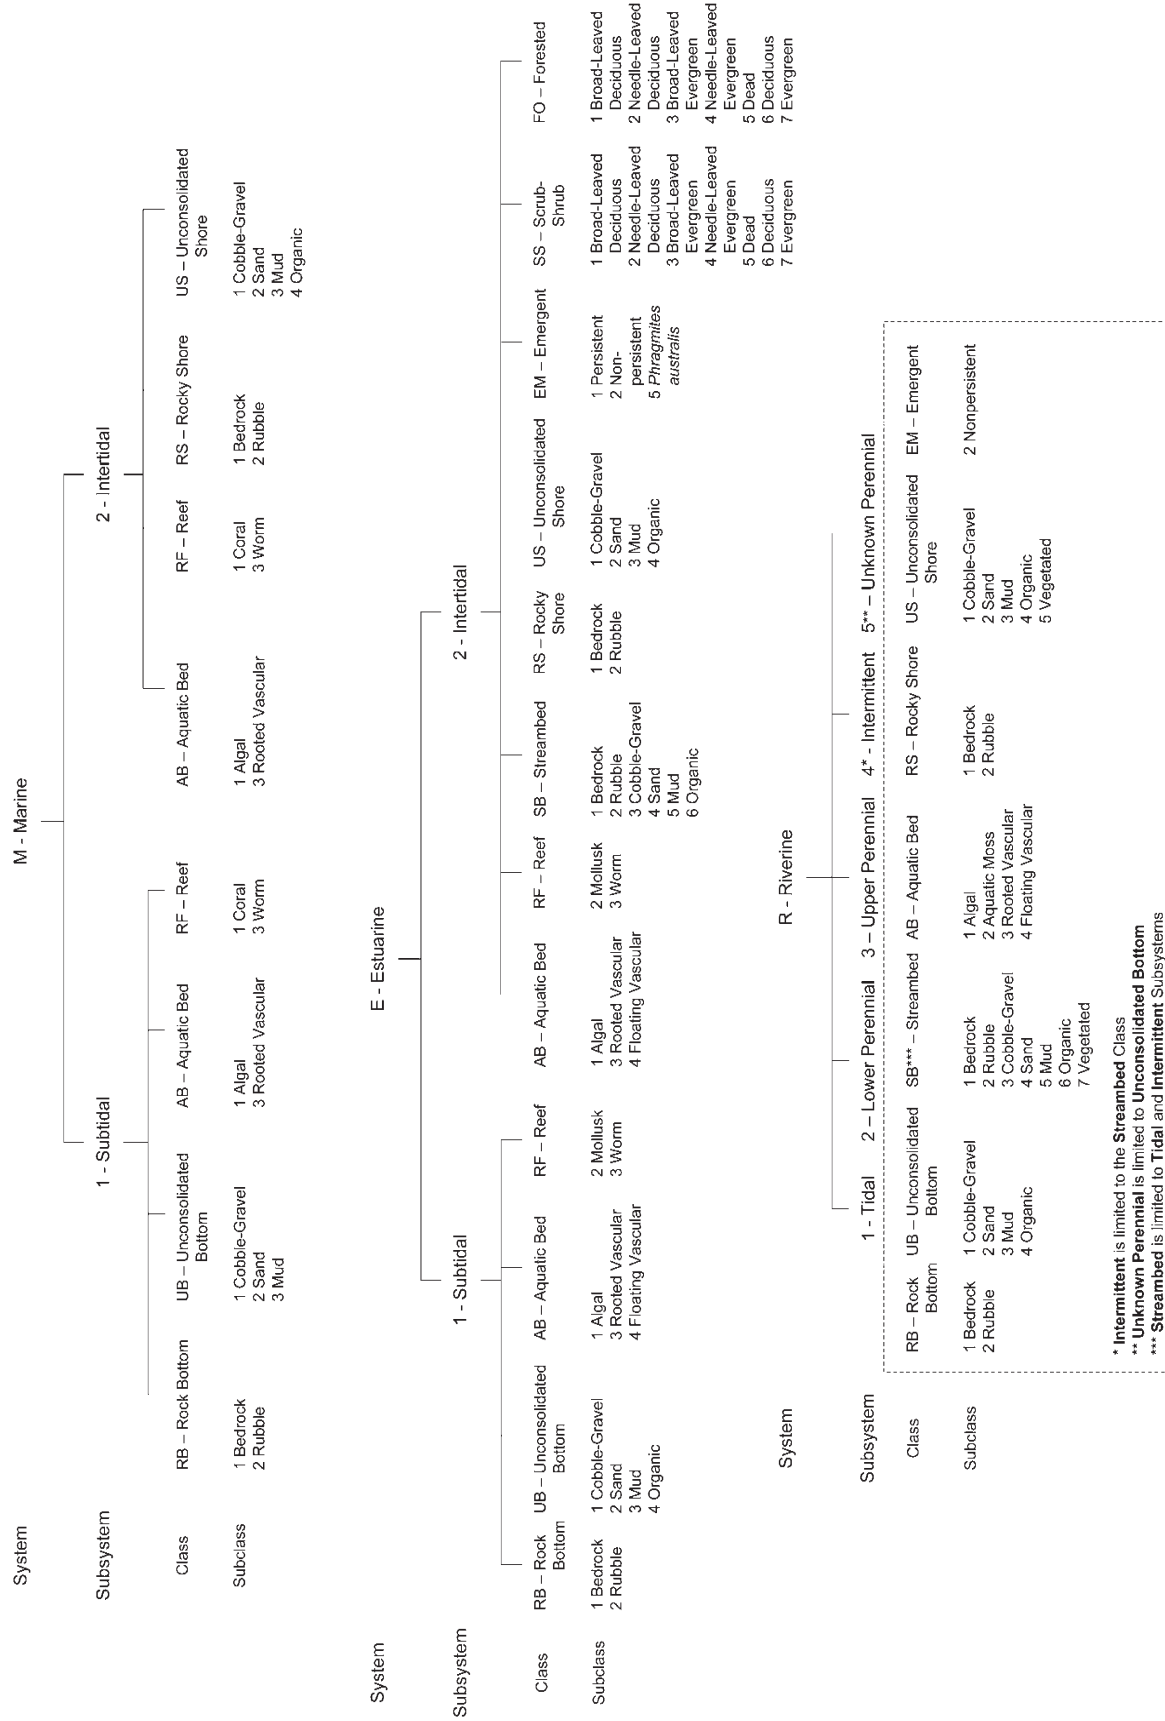 System
M - Marine
Subsystem
1 - Subtidal
2 - Intertidal
Class
RB – Rock Bottom
UB – Unconsolidated
Bottom
AB – Aquatic Bed
RF – Reef
AB – Aquatic Bed
RF – Reef
RS – Rocky Shore
US – Unconsolidated
Shore
Subclass
1 Bedrock
2 Rubble
1 Cobble-Gravel
2 Sand
3 Mud
1 Algal
3 Rooted Vascular
1 Coral
3 Worm
1 Algal
3 Rooted Vascular
1 Coral
3 Worm
1 Bedrock
2 Rubble
1 Cobble-Gravel
2 Sand
3 Mud
4 Organic
System
E - Estuarine
Subsystem
1 - Subtidal
2 - Intertidal
Class
RB – Rock
Bottom
UB – Unconsolidated
Bottom
AB – Aquatic Bed
RF – Reef
AB – Aquatic Bed
RF – Reef
SB – Streambed
RS – Rocky
Shore
US – Unconsolidated
Shore
EM – Emergent
SS – Scrub-
Shrub
FO – Forested
Subclass
1 Bedrock
2 Rubble
1 Cobble-Gravel
2 Sand
3 Mud
4 Organic
1 Algal
3 Rooted Vascular
4 Floating Vascular
2 Mollusk
3 Worm
1 Algal
3 Rooted Vascular
4 Floating Vascular
2 Mollusk
3 Worm
1 Bedrock
2 Rubble
3 Cobble-Gravel
4 Sand
5 Mud
6 Organic
1 Bedrock
2 Rubble
1 Cobble-Gravel
2 Sand
3 Mud
4 Organic
1 Persistent
2 Non-
persistent
5 Phragmites
australis
1 Broad-Leaved
Deciduous
2 Needle-Leaved
Deciduous
3 Broad-Leaved
Evergreen
4 Needle-Leaved
Evergreen
5 Dead
6 Deciduous
7 Evergreen
1 Broad-Leaved
Deciduous
2 Needle-Leaved
Deciduous
3 Broad-Leaved
Evergreen
4 Needle-Leaved
Evergreen
5 Dead
6 Deciduous
7 Evergreen
System
R - Riverine
Subsystem
1 - Tidal
2 – Lower Perennial
3 – Upper Perennial
4* - Intermittent
5** – Unknown Perennial
Class
RB – Rock
Bottom
UB – Unconsolidated
Bottom
SB*** – Streambed
AB – Aquatic Bed
RS – Rocky Shore
US – Unconsolidated
Shore
EM – Emergent
Subclass
1 Bedrock
2 Rubble
1 Cobble-Gravel
2 Sand
3 Mud
4 Organic
1 Bedrock
2 Rubble
3 Cobble-Gravel
4 Sand
5 Mud
6 Organic
7 Vegetated
1 Algal
2 Aquatic Moss
3 Rooted Vascular
4 Floating Vascular
1 Bedrock
2 Rubble
1 Cobble-Gravel
2 Sand
3 Mud
4 Organic
5 Vegetated
2 Nonpersistent
* Intermittent is limited to the Streambed Class
** Unknown Perennial is limited to Unconsolidated Bottom
*** Streambed is limited to Tidal and Intermittent Subsystems